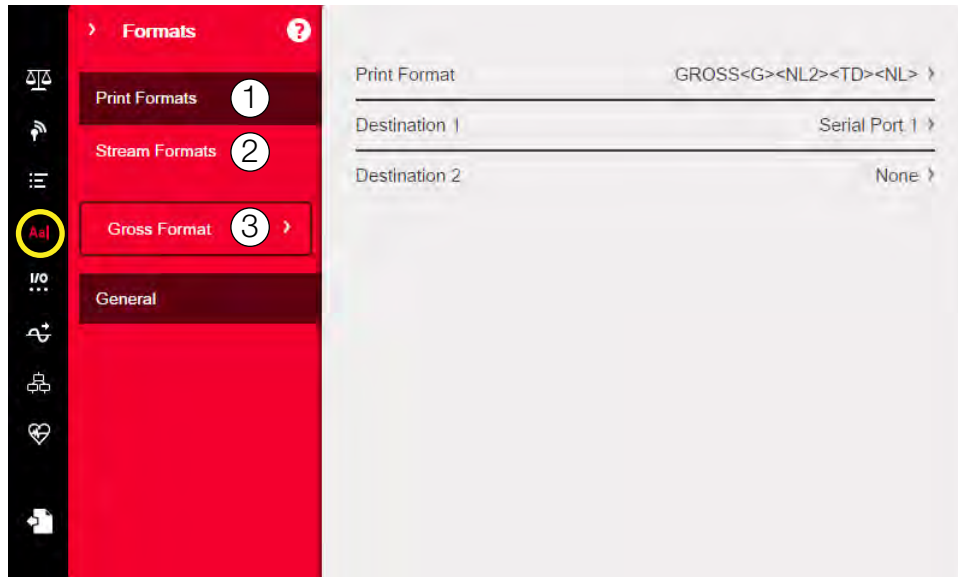 Formats ?
Print Formats 1
Stream Formats 2
Gross Format 3
General
Aa
I/O
Print Format GROSS<G><NL2><TD><NL>
Destination 1 Serial Port 1
Destination 2 None